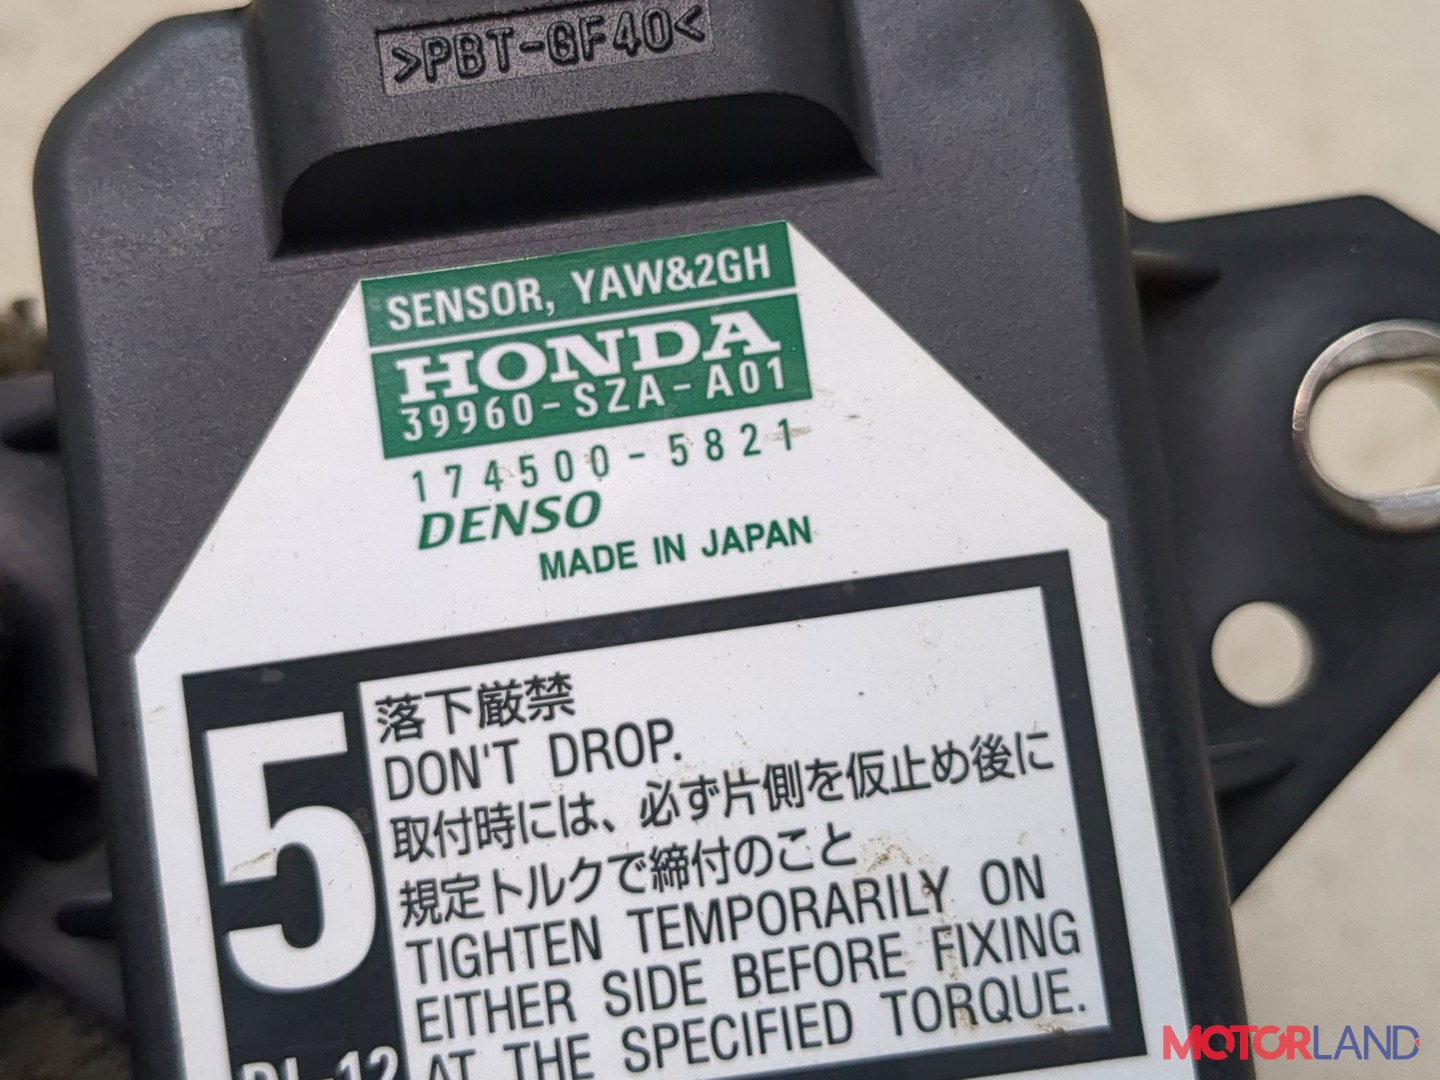 >PBT-GF40<
SENSOR, YAW&2GH
HONDA
39960-SZA-A01
174500-5821
DENSO
MADE IN JAPAN
5
落下厳禁
DON'T DROP.
取付時には、必ず片側を仮止め後に
規定トルクで締付のこと
TIGHTEN TEMPORARILY ON
EITHER SIDE BEFORE FIXING
AT THE SPECIFIED TORQUE.
MOTORLAND